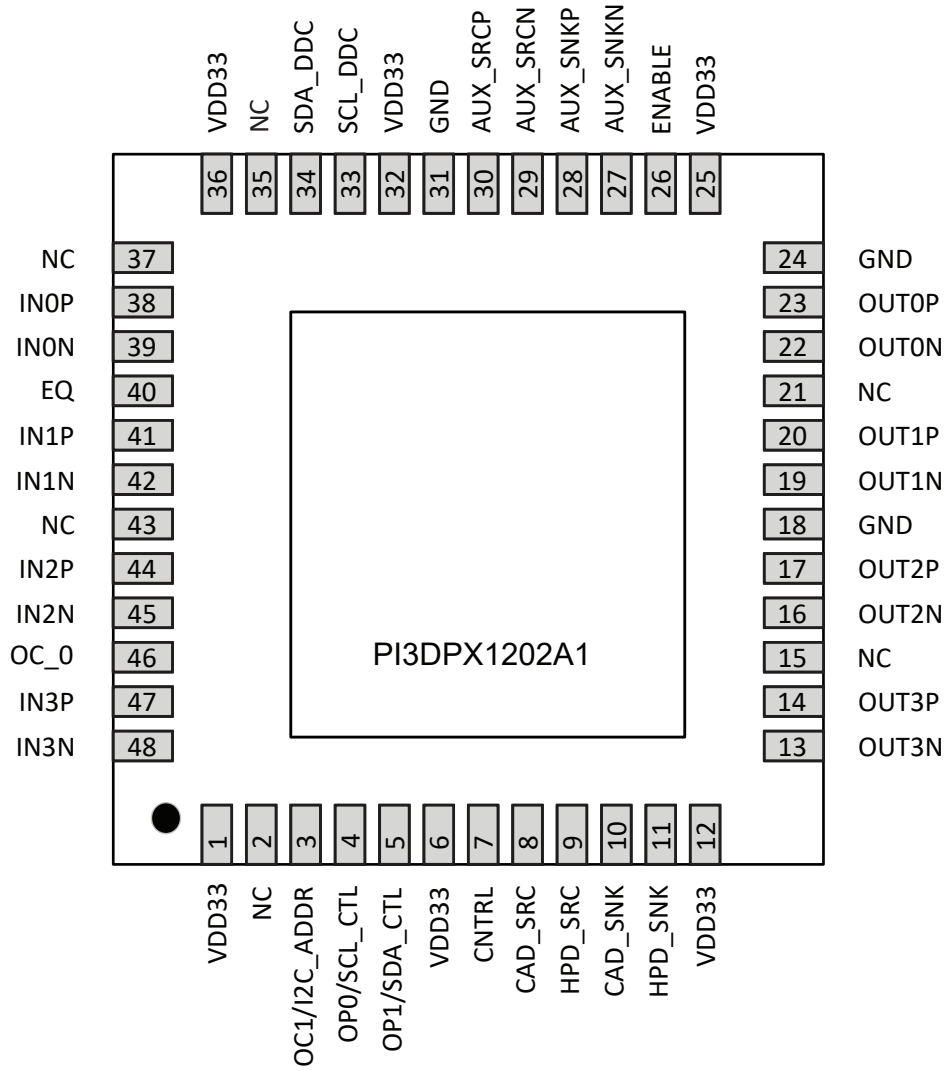 VDD33
NC
SDA_DDC
SCL_DDC
VDD33
GND
AUX_SRCP
AUX_SRCN
AUX_SNKP
AUX_SNKN
ENABLE
VDD33
36
35
34
33
32
31
30
29
28
27
26
25
NC 37
IN0P 38
IN0N 39
EQ 40
IN1P 41
IN1N 42
NC 43
IN2P 44
IN2N 45
OC_0 46
IN3P 47
IN3N 48
24 GND
23 OUT0P
22 OUT0N
21 NC
20 OUT1P
19 OUT1N
18 GND
17 OUT2P
16 OUT2N
15 NC
14 OUT3P
13 OUT3N
PI3DPX1202A1
1
2
3
4
5
6
7
8
9
10
11
12
VDD33
NC
OC1/I2C_ADDR
OP0/SCL_CTL
OP1/SDA_CTL
VDD33
CNTRL
CAD_SRC
HPD_SRC
CAD_SNK
HPD_SNK
VDD33